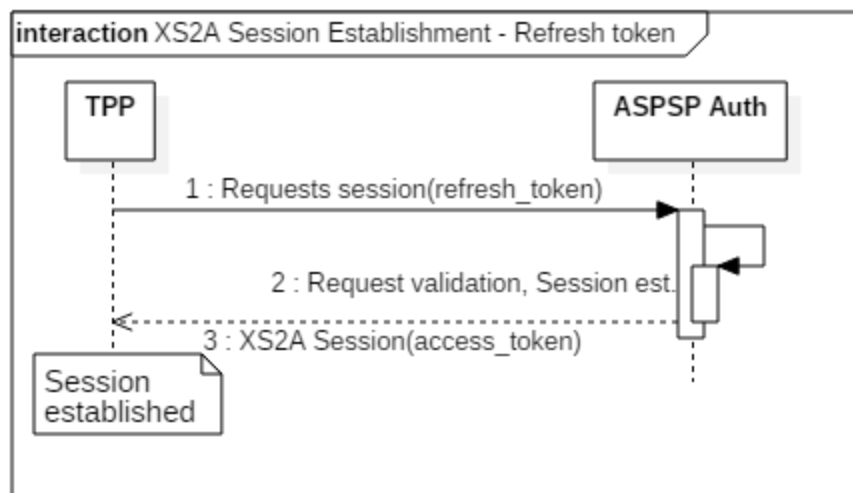 interaction XS2A Session Establishment - Refresh token
TPP
ASPSP Auth
1 : Requests session(refresh_token)
2 : Request validation, Session est.
3 : XS2A Session(access_token)
Session
established